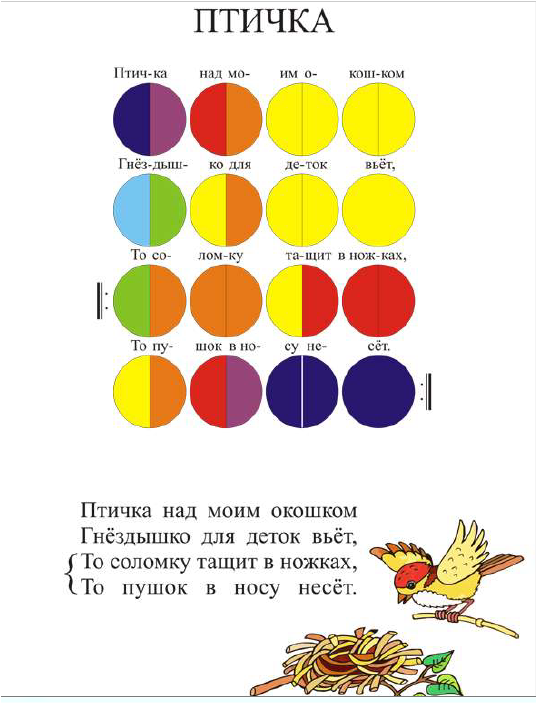 ПТИЧКА
Птич-ка над мо- им о- кош-ком
Гнёз-дыш- ко для де-ток вьёт,
То со- лом-ку та-щит в нож-ках,
То пу- шок в но- су не- сёт.
Птичка над моим окошком
Гнёздышко для деток вьёт,
То соломку тащит в ножках,
То пушок в носу несёт.